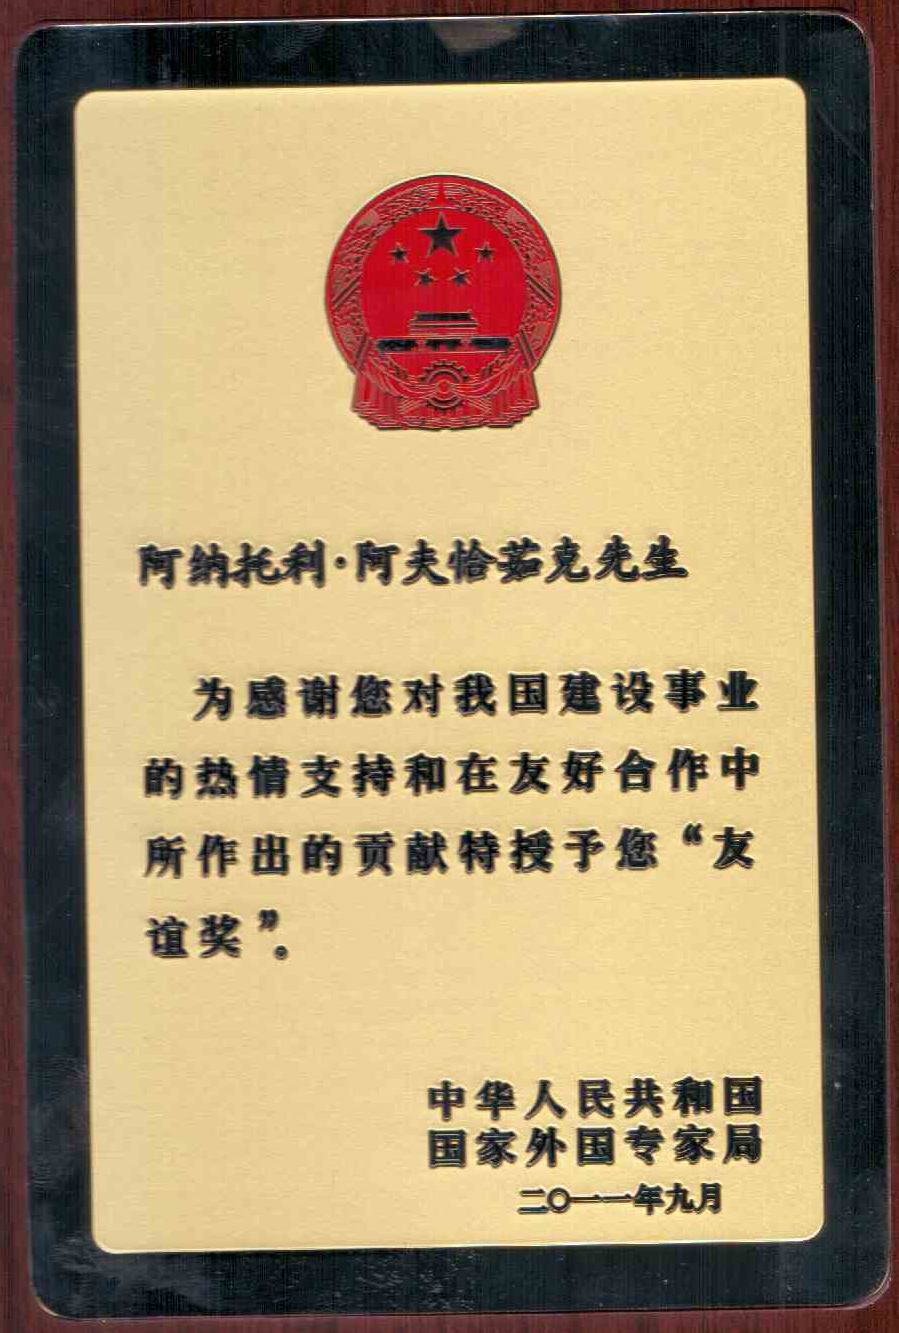 阿纳托利·阿夫恰茹克先生
为感谢您对我国建设事业
的热情支持和在友好合作中
所作出的贡献特授予您“友
谊奖”。
中华人民共和国
国家外国专家局
二〇一一年九月